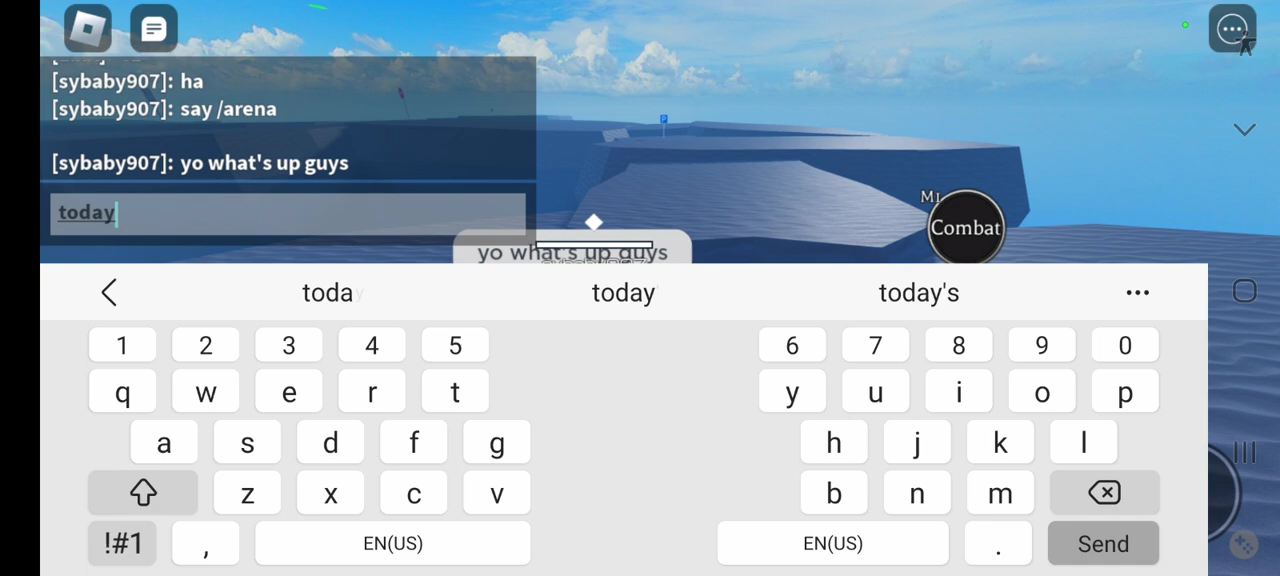 [sybaby907]: ha
[sybaby907]: say /arena
[sybaby907]: yo what's up guys
today
yo what's up guys
M1
Combat
toda today today's
1 2 3 4 5 6 7 8 9 0
q w e r t y u i o p
a s d f g h j k l
z x c v b n m
!#1 , EN(US) EN(US) . Send